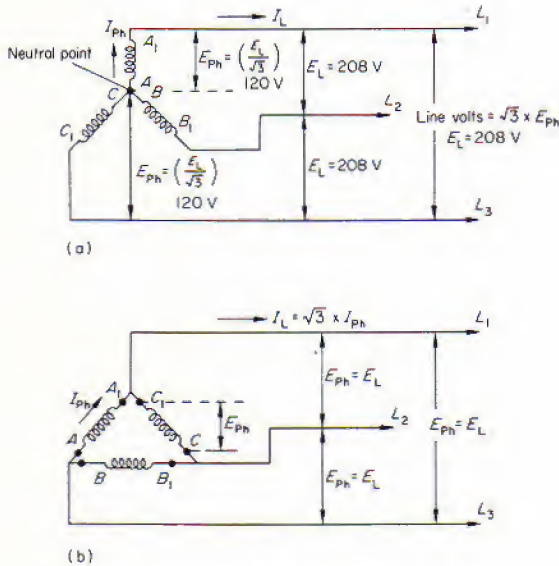 I_L
L_1
I_Ph
A_1
Neutral point
E_Ph = (E_L/√3)
120 V
E_L = 208 V
A
C
B
L_2
C_1
B_1
Line volts = √3 x E_Ph
E_L = 208 V
E_Ph = (E_L/√3)
120 V
E_L = 208 V
L_3
(a)
I_L = √3 x I_Ph
L_1
I_Ph
A_1
C_1
E_Ph = E_L
E_Ph
L_2
E_Ph = E_L
A
C
B
B_1
E_Ph = E_L
L_3
(b)